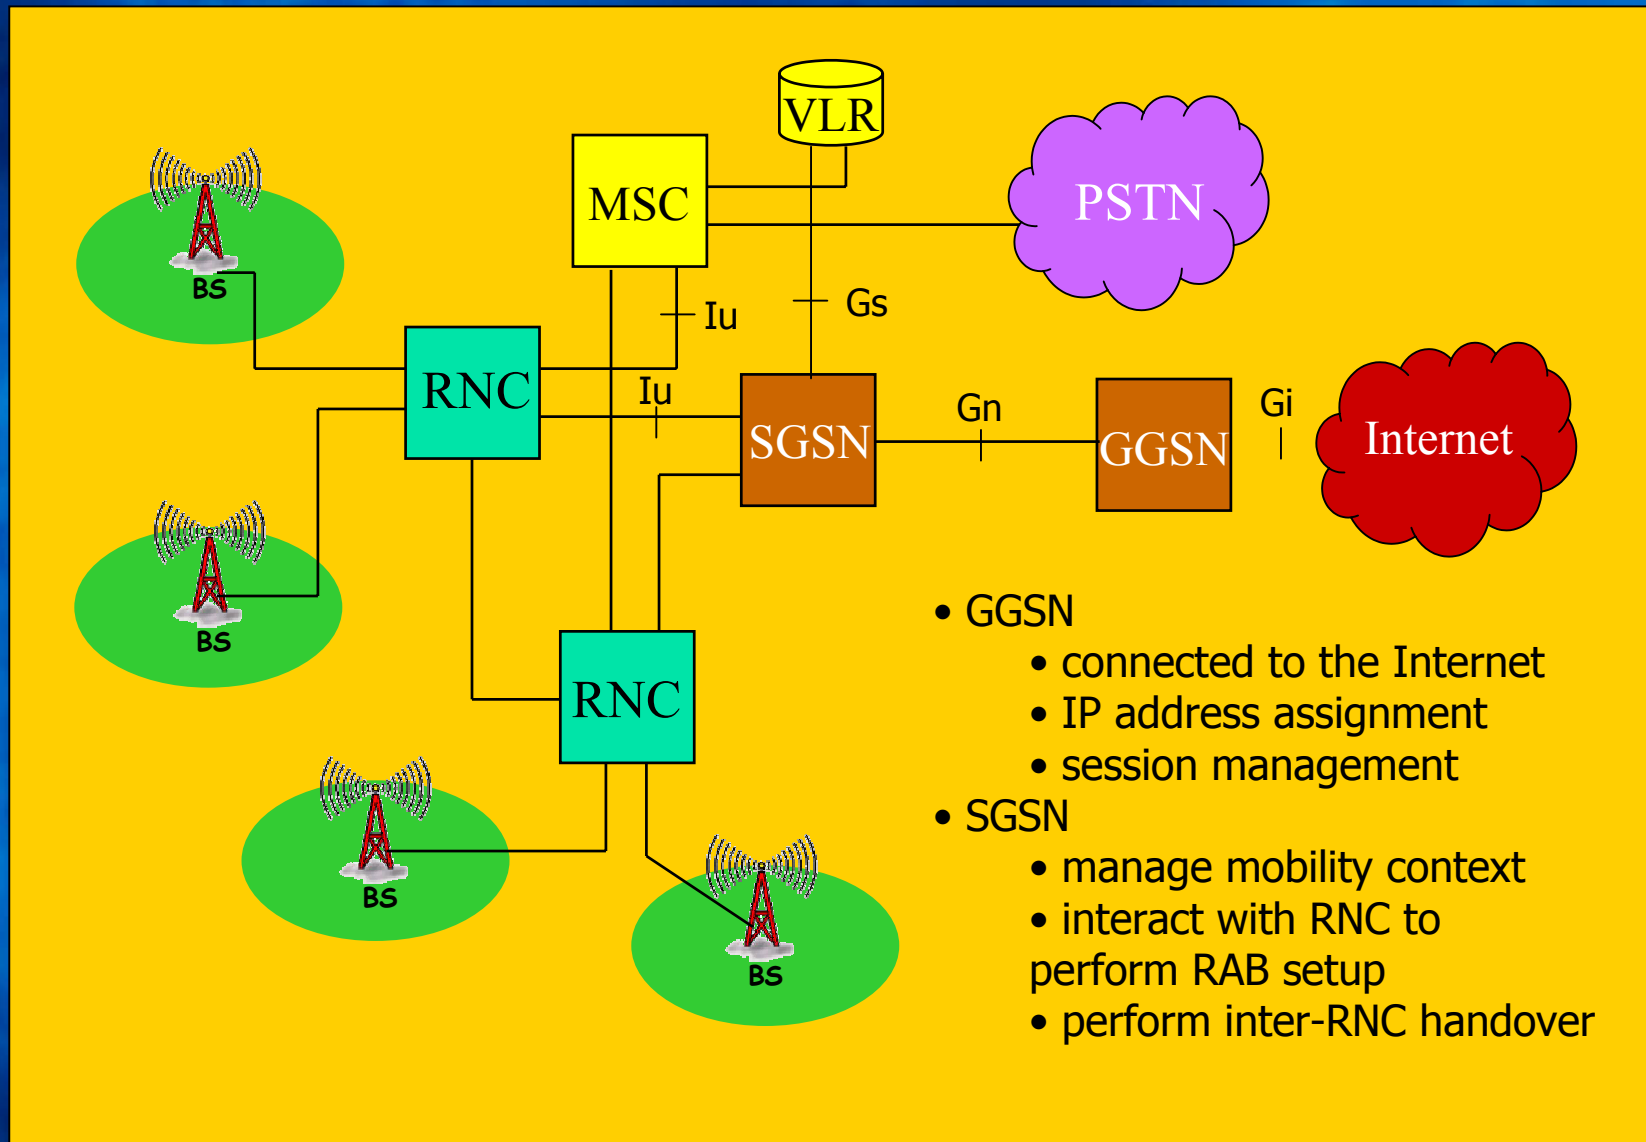 VLR
MSC
PSTN
BS
Iu
Gs
RNC
Iu
Gn
Gi
SGSN
GGSN
Internet
BS
RNC
BS
BS
• GGSN
• connected to the Internet
• IP address assignment
• session management
• SGSN
• manage mobility context
• interact with RNC to
perform RAB setup
• perform inter-RNC handover